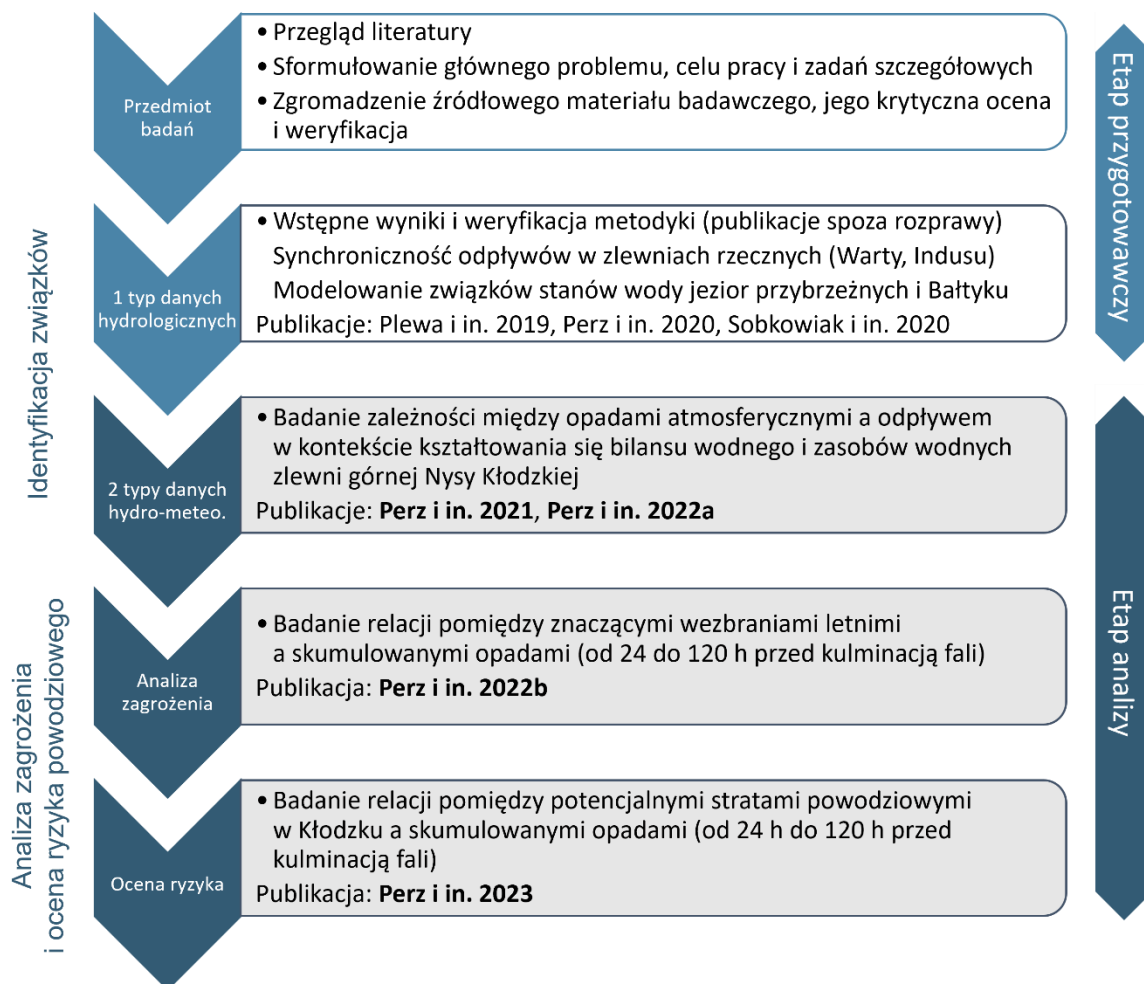 Przedmiot
badań
• Przegląd literatury
• Sformułowanie głównego problemu, celu pracy i zadań szczegółowych
• Zgromadzenie źródłowego materiału badawczego, jego krytyczna ocena
i weryfikacja
Etap przygotowawczy
Identyfikacja związków
1 typ danych
hydrologicznych
• Wstępne wyniki i weryfikacja metodyki (publikacje spoza rozprawy)
Synchroniczność odpływów w zlewniach rzecznych (Warty, Indusu)
Modelowanie związków stanów wody jezior przybrzeżnych i Bałtyku
Publikacje: Plewa i in. 2019, Perz i in. 2020, Sobkowiak i in. 2020
2 typy danych
hydro-meteo.
• Badanie zależności między opadami atmosferycznymi a odpływem
w kontekście kształtowania się bilansu wodnego i zasobów wodnych
zlewni górnej Nysy Kłodzkiej
Publikacje: Perz i in. 2021, Perz i in. 2022a
Etap analizy
Analiza zagrożenia
i ocena ryzyka powodziowego
Analiza
zagrożenia
• Badanie relacji pomiędzy znaczącymi wezbraniami letnimi
a skumulowanymi opadami (od 24 do 120 h przed kulminacją fali)
Publikacja: Perz i in. 2022b
Ocena ryzyka
• Badanie relacji pomiędzy potencjalnymi stratami powodziowymi
w Kłodzku a skumulowanymi opadami (od 24 h do 120 h przed
kulminacją fali)
Publikacja: Perz i in. 2023